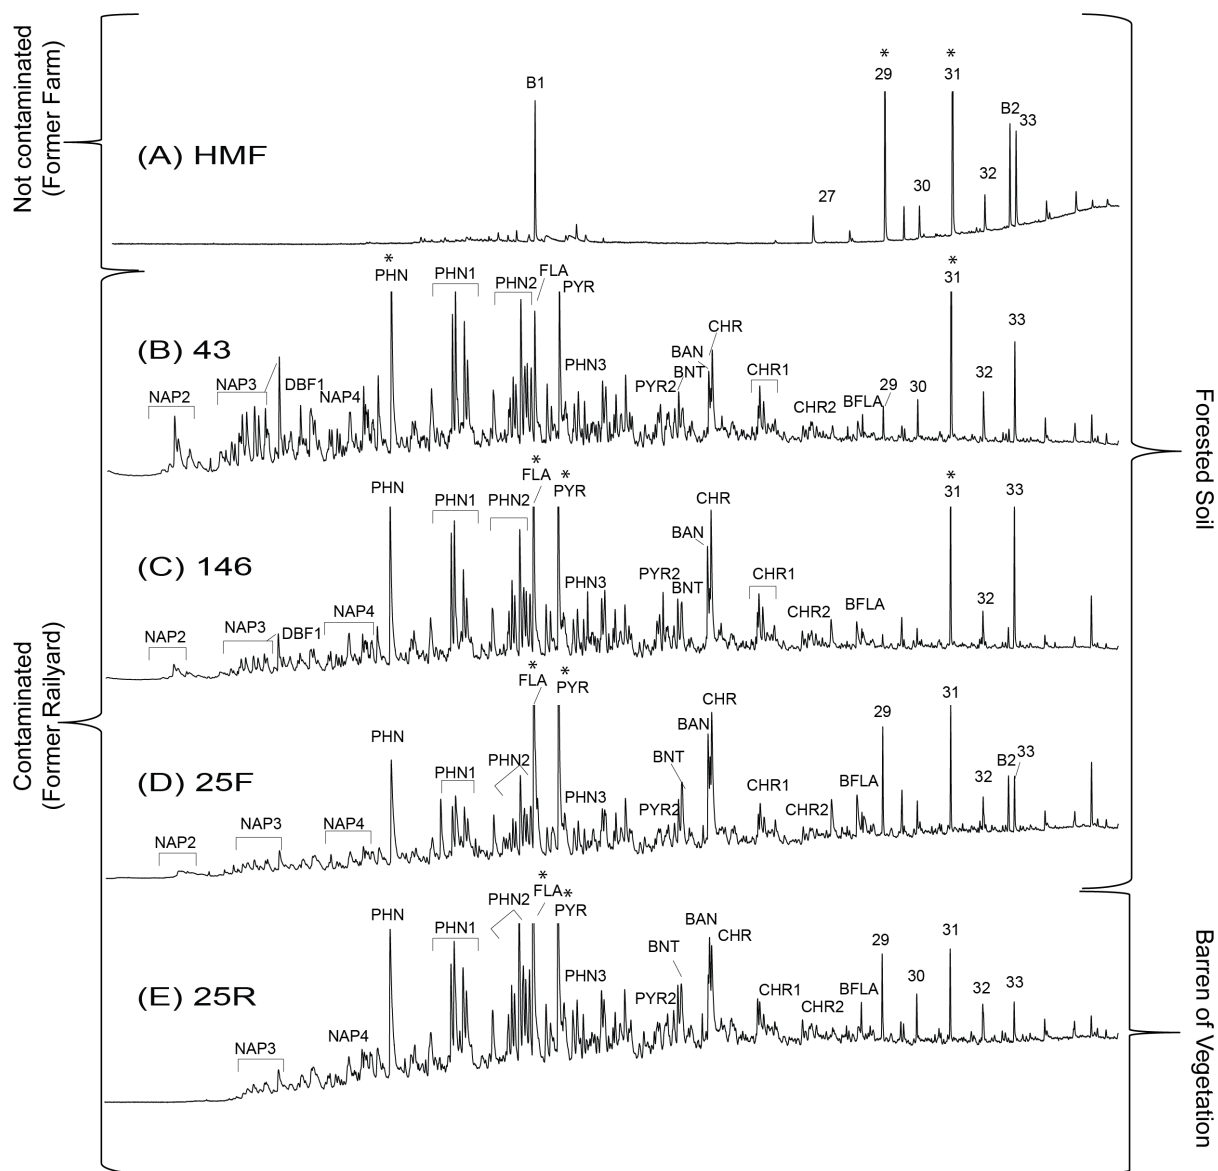 Not contaminated
(Former Farm)
Contaminated
(Former Railyard)
Forested Soil
Barren of Vegetation
(A) HMF
B1
27
*
29
30
*
31
32
B2
33
(B) 43
NAP2
NAP3
DBF1
NAP4
*
PHN
PHN1
PHN2
FLA
PYR
PHN3
PYR2
BNT
BAN
CHR
CHR1
CHR2
BFLA
29
30
*
31
32
33
(C) 146
NAP2
NAP3
DBF1
NAP4
PHN
PHN1
PHN2
*
FLA
*
PYR
PHN3
PYR2
BNT
BAN
CHR
CHR1
CHR2
BFLA
*
31
32
33
(D) 25F
NAP2
NAP3
NAP4
PHN
PHN1
PHN2
*
FLA
*
PYR
PHN3
PYR2
BNT
BAN
CHR
CHR1
CHR2
BFLA
29
31
32
B2
33
(E) 25R
NAP3
NAP4
PHN
PHN1
PHN2
*
FLA
*
PYR
PHN3
PYR2
BNT
BAN
CHR
CHR1
CHR2
BFLA
29
30
31
32
33